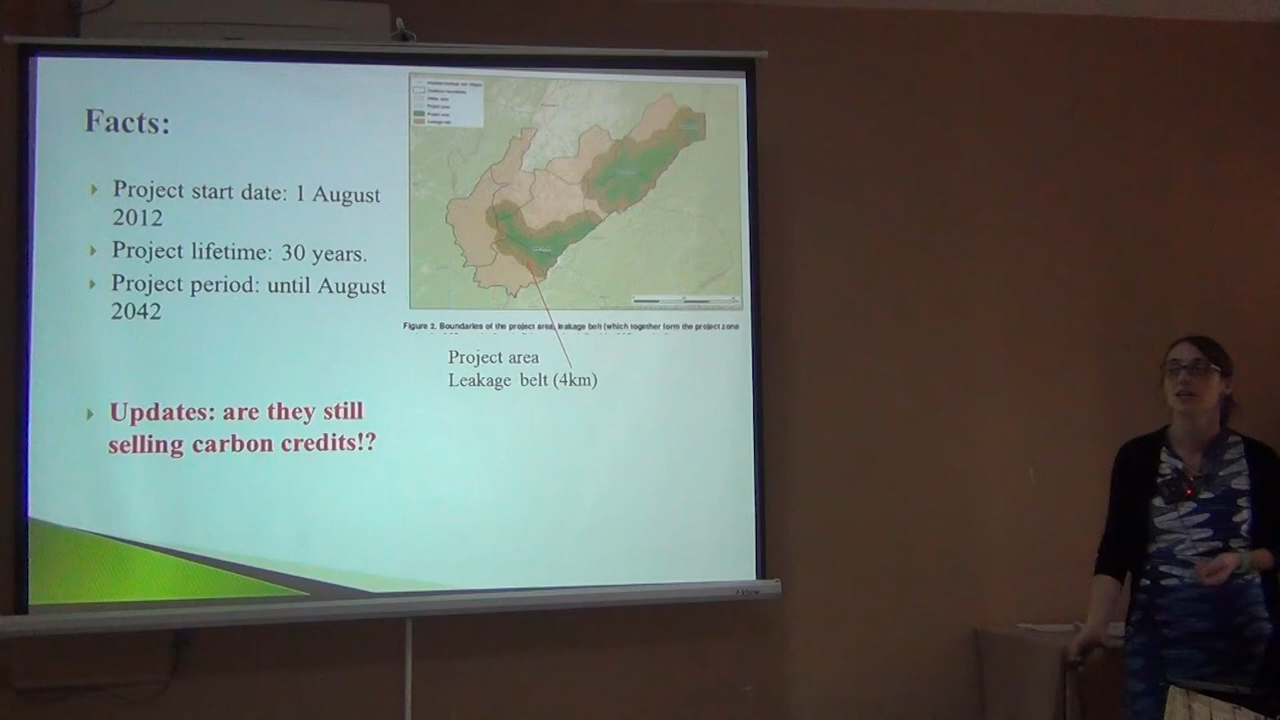 Facts:
Project start date: 1 August
2012
Project lifetime: 30 years.
Project period: until August
2042
Updates: are they still
selling carbon credits!?
Figure 2. Boundaries of the project area, leakage belt (which together form the project zone
Project area
Leakage belt (4km)